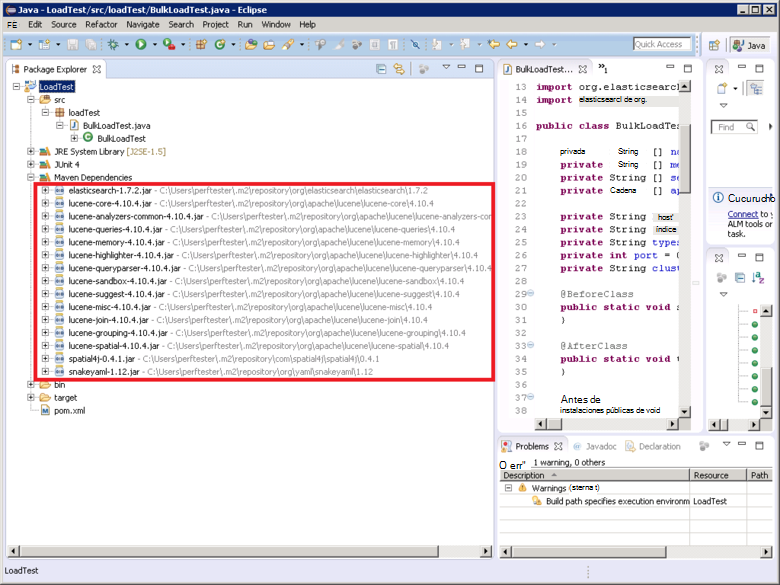 Java - LoadTest/src/loadTest/BulkLoadTest.java - Eclipse
FE Edit Source Refactor Navigate Search Project Run Window Help
Quick Access
Java
Package Explorer
LoadTest
src
loadTest
BulkLoadTest.java
BulkLoadTest
JRE System Library [J2SE-1.5]
JUnit 4
Maven Dependencies
elasticsearch-1.7.2.jar - C:\Users\perftester\.m2\repository\org\elasticsearch\elasticsearch\1.7.2
lucene-core-4.10.4.jar - C:\Users\perftester\.m2\repository\org\apache\lucene\lucene-core\4.10.4
lucene-analyzers-common-4.10.4.jar - C:\Users\perftester\.m2\repository\org\apache\lucene\lucene-analyzers-cor
lucene-queries-4.10.4.jar - C:\Users\perftester\.m2\repository\org\apache\lucene\lucene-queries\4.10.4
lucene-memory-4.10.4.jar - C:\Users\perftester\.m2\repository\org\apache\lucene\lucene-memory\4.10.4
lucene-highlighter-4.10.4.jar - C:\Users\perftester\.m2\repository\org\apache\lucene\lucene-highlighter\4.10.4
lucene-queryparser-4.10.4.jar - C:\Users\perftester\.m2\repository\org\apache\lucene\lucene-queryparser\4.10.4
lucene-sandbox-4.10.4.jar - C:\Users\perftester\.m2\repository\org\apache\lucene\lucene-sandbox\4.10.4
lucene-suggest-4.10.4.jar - C:\Users\perftester\.m2\repository\org\apache\lucene\lucene-suggest\4.10.4
lucene-misc-4.10.4.jar - C:\Users\perftester\.m2\repository\org\apache\lucene\lucene-misc\4.10.4
lucene-join-4.10.4.jar - C:\Users\perftester\.m2\repository\org\apache\lucene\lucene-join\4.10.4
lucene-grouping-4.10.4.jar - C:\Users\perftester\.m2\repository\org\apache\lucene\lucene-grouping\4.10.4
lucene-spatial-4.10.4.jar - C:\Users\perftester\.m2\repository\org\apache\lucene\lucene-spatial\4.10.4
spatial4j-0.4.1.jar - C:\Users\perftester\.m2\repository\com\spatial4j\spatial4j\0.4.1
snakeyaml-1.12.jar - C:\Users\perftester\.m2\repository\org\yaml\snakeyaml\1.12
bin
target
pom.xml
BulkLoadTest... »1
13 import org.elasticsearcl
14 import elasticsearcl de org.
15
16 public class BulkLoadTe
17
18 privada String [] no
19 private String [] me
20 private String [] se
21 private Cadena [] ap
22
23 private String host'
24 private String índice
25 private String types
26 private int port = (
27 private String clust
28
29 @BeforeClass
30 public static void s
31 }
32
33 @AfterClass
34 public static void t
35 }
36
37 Antes de
38 instalaciones públicas de void
Find
Cucurucho
Connect to y
ALM tools or
task.
Problems Javadoc Declaration
O err" 1 warning, 0 others
Description Resource Path
Warnings (sterna t)
Build path specifies execution environm LoadTest
LoadTest